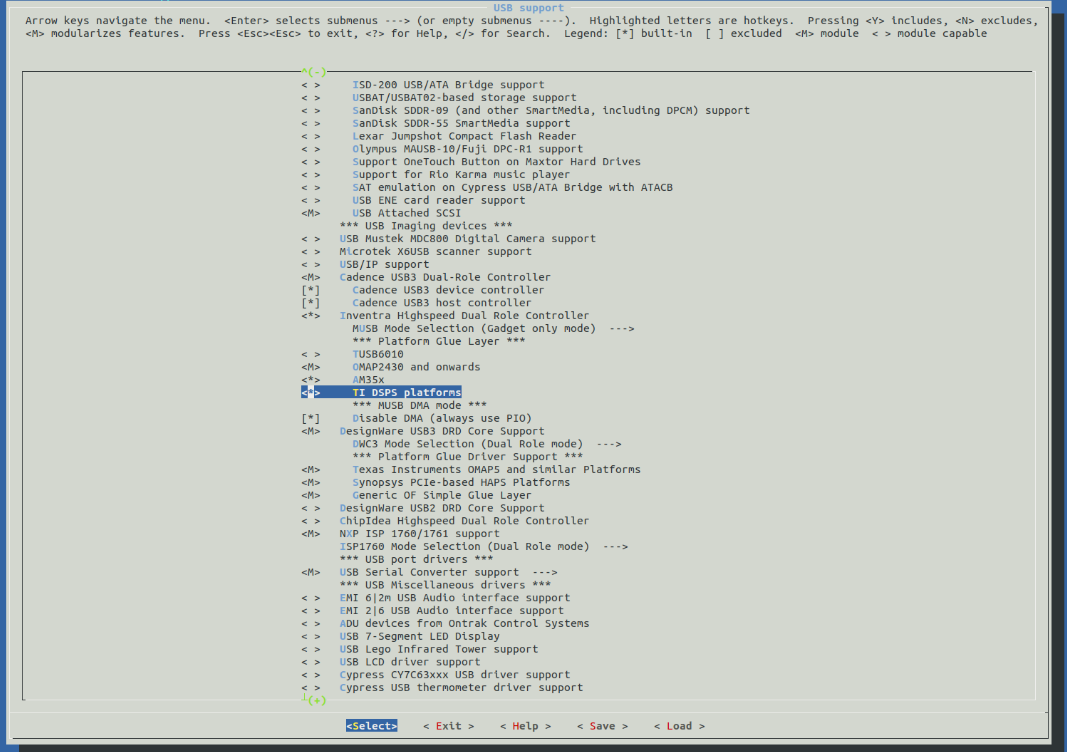 USB support
Arrow keys navigate the menu.  <Enter> selects submenus ---> (or empty submenus ----).  Highlighted letters are hotkeys.  Pressing <Y> includes, <N> excludes,
<M> modularizes features.  Press <Esc><Esc> to exit, <?> for Help, </> for Search.  Legend: [*] built-in  [ ] excluded  <M> module  < > module capable
^(-)
< > ISD-200 USB/ATA Bridge support
< > USBAT/USBAT02-based storage support
< > SanDisk SDDR-09 (and other SmartMedia, including DPCM) support
< > SanDisk SDDR-55 SmartMedia support
< > Lexar Jumpshot Compact Flash Reader
< > Olympus MAUSB-10/Fuji DPC-R1 support
< > Support OneTouch Button on Maxtor Hard Drives
< > Support for Rio Karma music player
< > SAT emulation on Cypress USB/ATA Bridge with ATACB
< > USB ENE card reader support
<M> USB Attached SCSI
*** USB Imaging devices ***
< > USB Mustek MDC800 Digital Camera support
< > Microtek X6USB scanner support
< > USB/IP support
<M> Cadence USB3 Dual-Role Controller
[*] Cadence USB3 device controller
[*] Cadence USB3 host controller
<*> Inventra Highspeed Dual Role Controller
MUSB Mode Selection (Gadget only mode)  --->
*** Platform Glue Layer ***
< > TUSB6010
<M> OMAP2430 and onwards
<*> AM35x
<*> TI DSPS platforms
*** MUSB DMA mode ***
[*] Disable DMA (always use PIO)
<M> DesignWare USB3 DRD Core Support
DWC3 Mode Selection (Dual Role mode)  --->
*** Platform Glue Driver Support ***
<M> Texas Instruments OMAP5 and similar Platforms
<M> Synopsys PCIe-based HAPS Platforms
<M> Generic OF Simple Glue Layer
< > DesignWare USB2 DRD Core Support
< > ChipIdea Highspeed Dual Role Controller
<M> NXP ISP 1760/1761 support
ISP1760 Mode Selection (Dual Role mode)  --->
*** USB port drivers ***
<M> USB Serial Converter support  --->
*** USB Miscellaneous drivers ***
< > EMI 6|2m USB Audio interface support
< > EMI 2|6 USB Audio interface support
< > ADU devices from Ontrak Control Systems
< > USB 7-Segment LED Display
< > USB Lego Infrared Tower support
< > USB LCD driver support
< > Cypress CY7C63xxx USB driver support
< > Cypress USB thermometer driver support
(+)
<Select>    < Exit >    < Help >    < Save >    < Load >